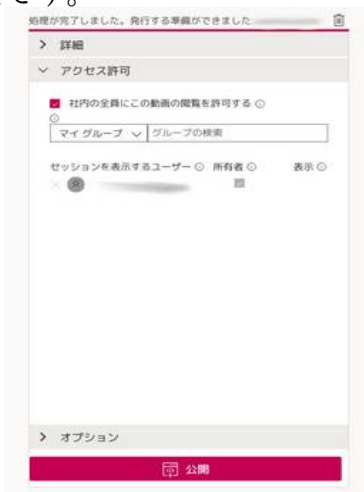 処理が完了しました。発行する準備ができました
詳細
アクセス許可
社内の全員にこの動画の閲覧を許可する
マイ グループ グループの検索
セッションを表示するユーザー 所有者 表示
オプション
公開